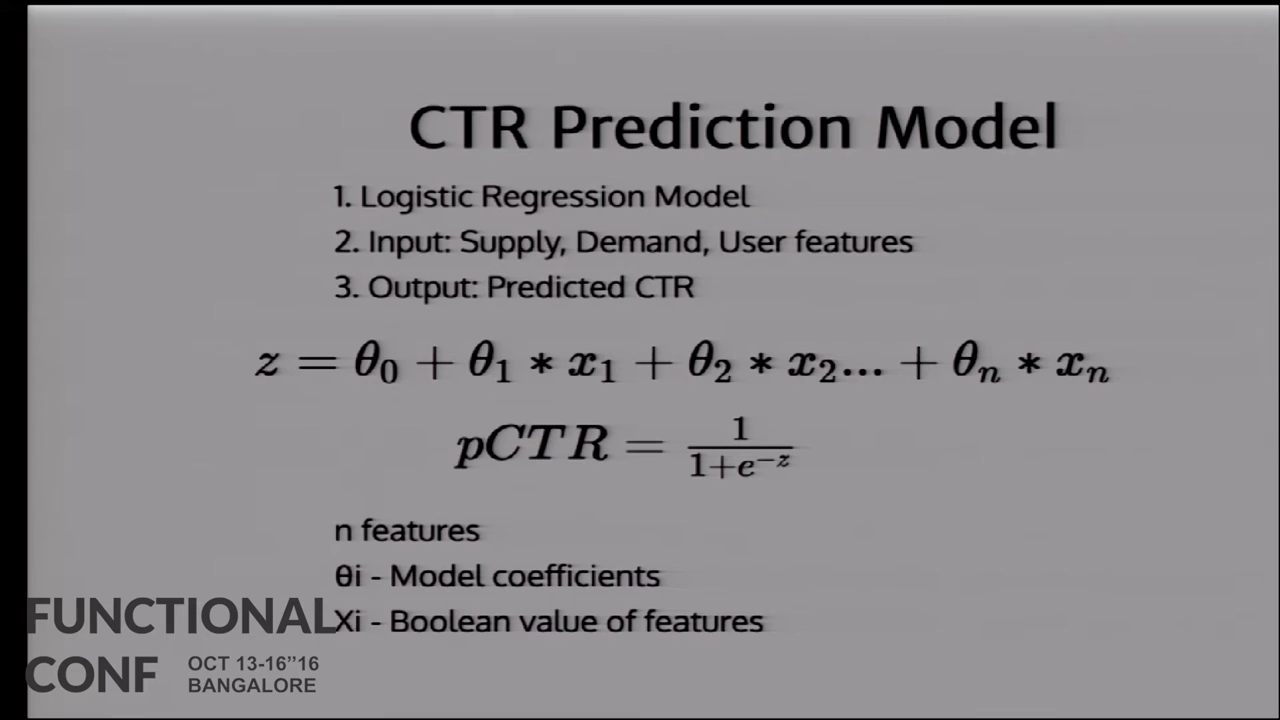 CTR Prediction Model
1. Logistic Regression Model
2. Input: Supply, Demand, User features
3. Output: Predicted CTR
z = θ₀ + θ₁ * x₁ + θ₂ * x₂... + θₙ * xₙ
pCTR = 1/(1+e^(-z))
n features
θi - Model coefficients
Xi - Boolean value of features
FUNCTIONAL
CONF
OCT 13-16”16
BANGALORE